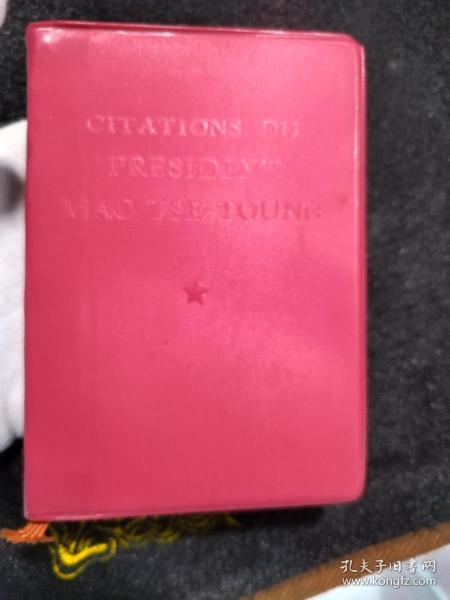 CITATIONS DU
PRESIDENT
MAO TSE-TOUNG
孔夫子旧书网
www.kongfz.com